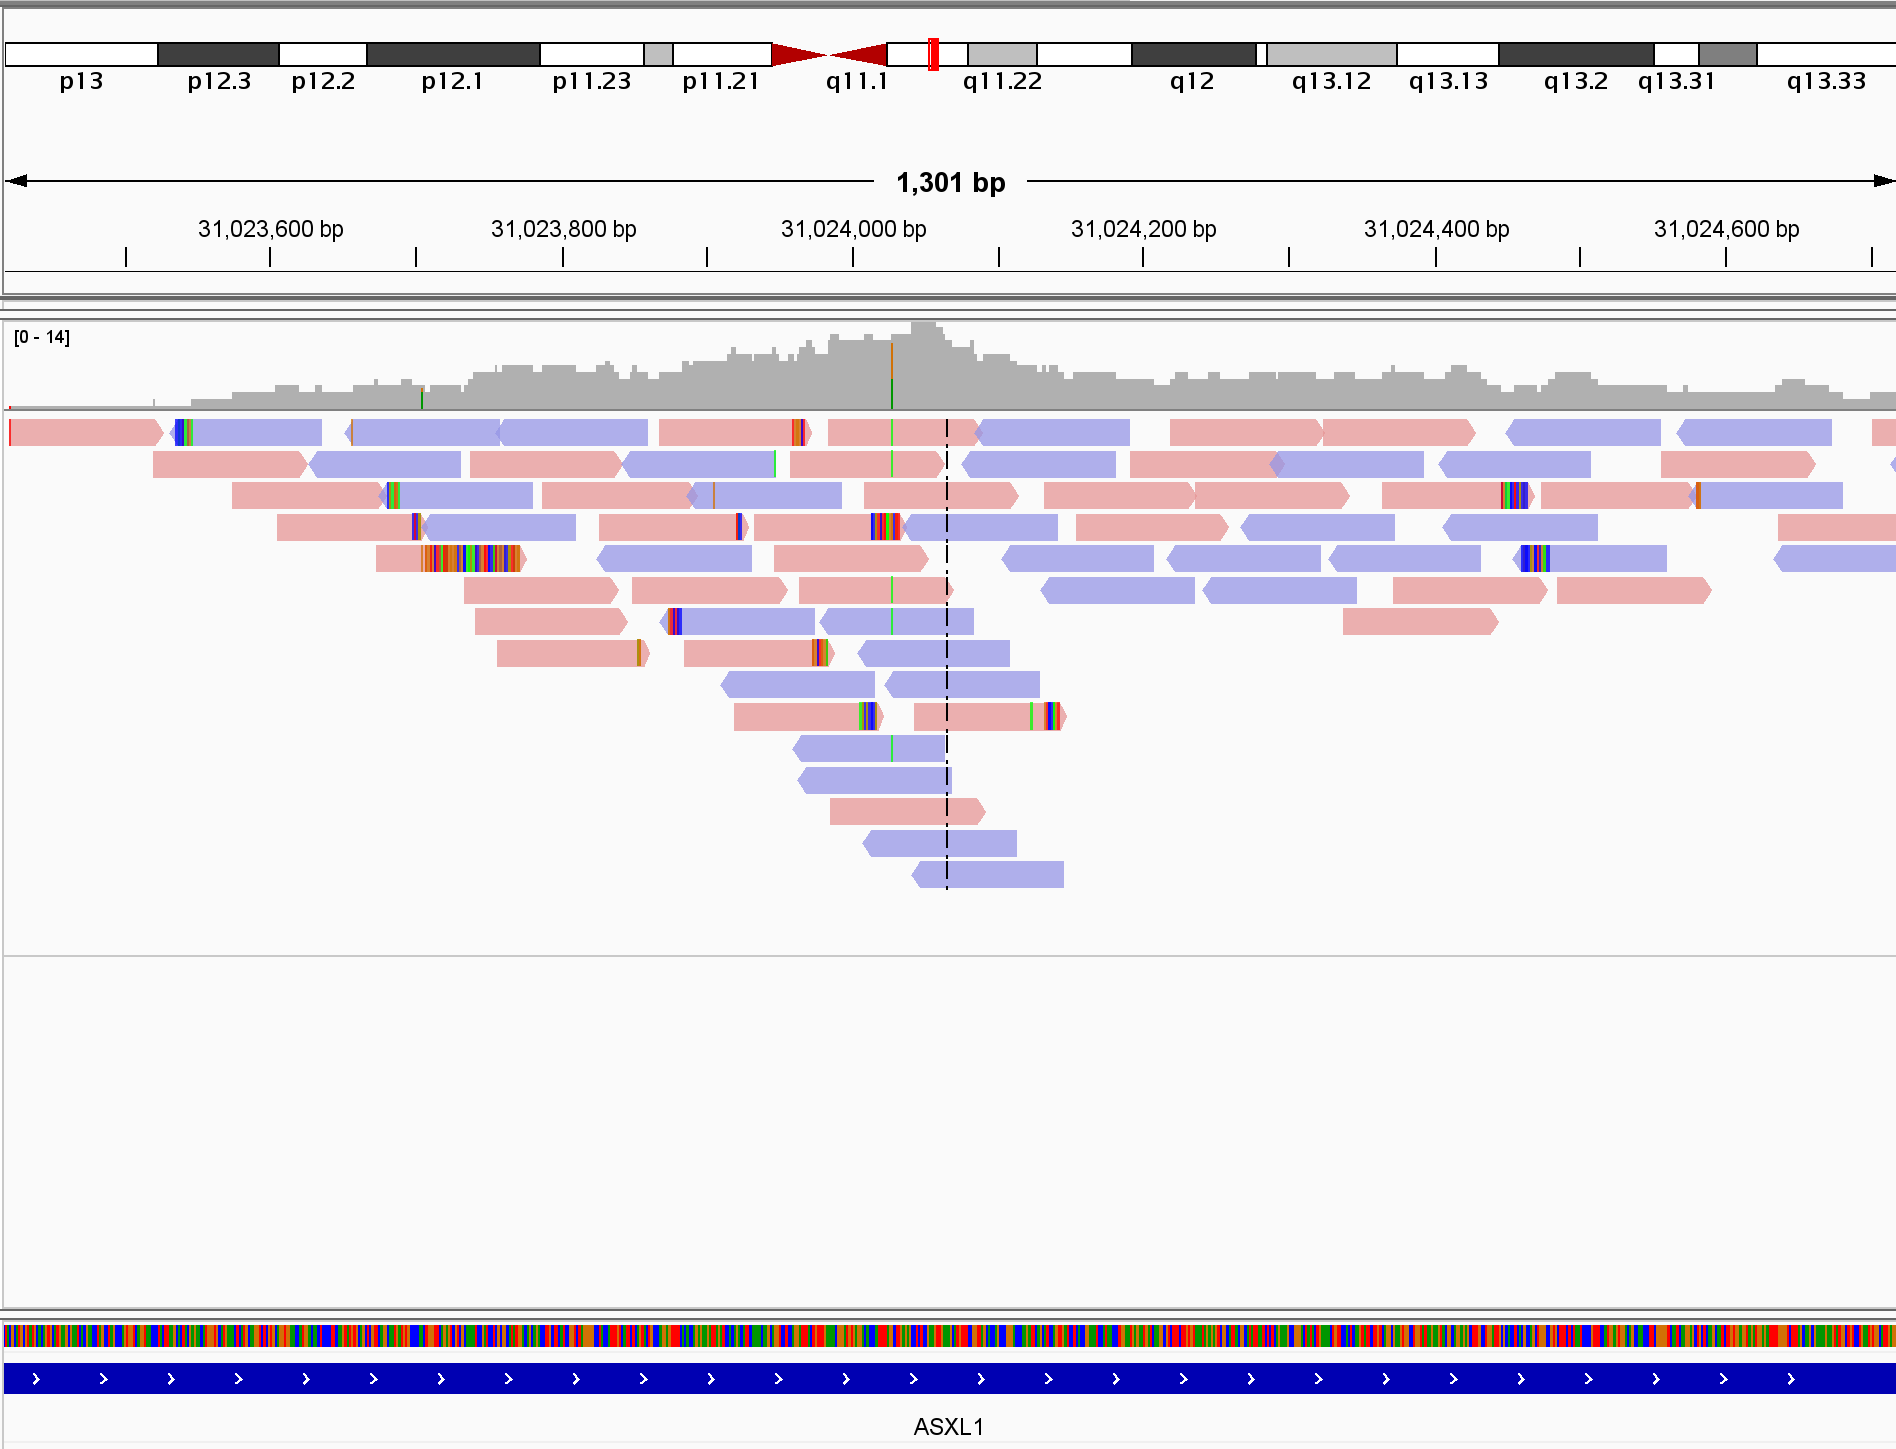 p13 p12.3 p12.2 p12.1 p11.23 p11.21 q11.1 q11.22 q12 q13.12 q13.13 q13.2 q13.31 q13.33
1,301 bp
31,023,600 bp 31,023,800 bp 31,024,000 bp 31,024,200 bp 31,024,400 bp 31,024,600 bp
[0 - 14]
ASXL1